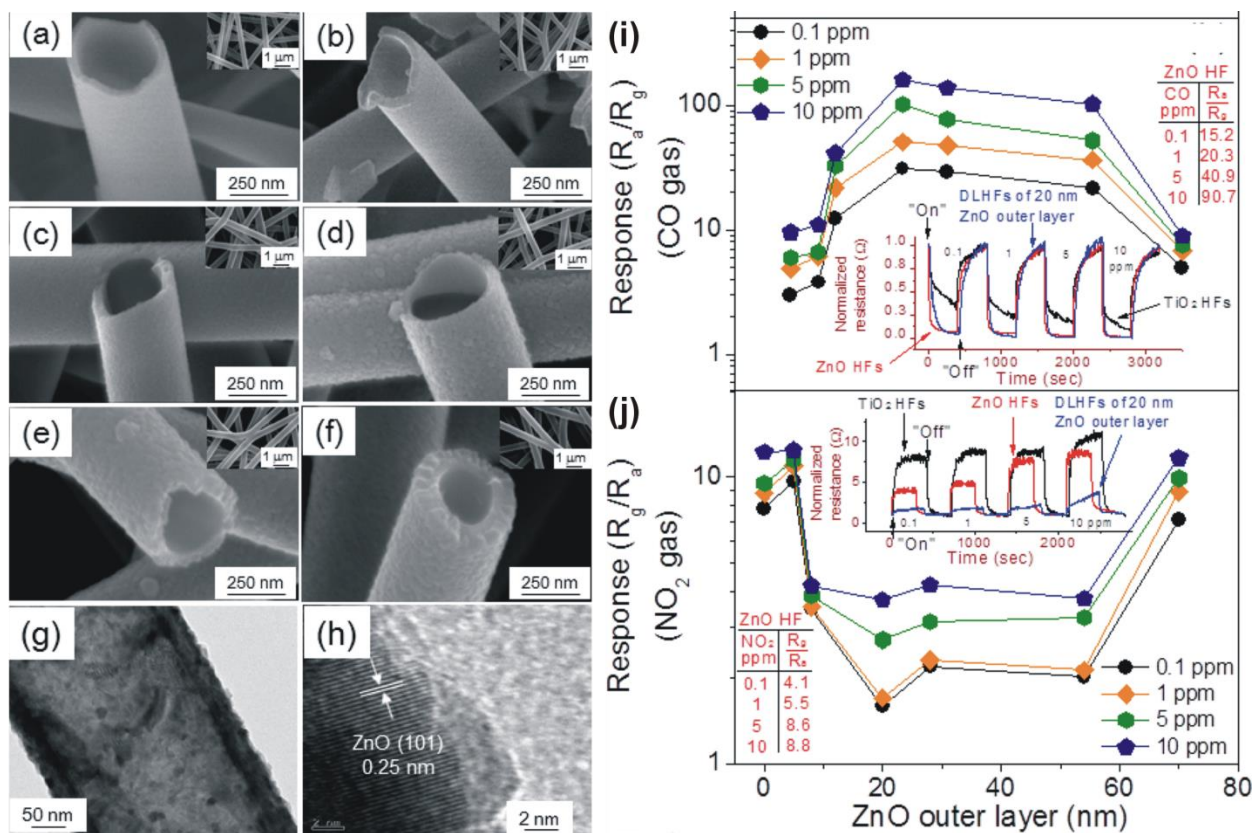 (a)
1 µm
250 nm
(b)
1 µm
250 nm
(c)
1 µm
250 nm
(d)
1 µm
250 nm
(e)
1 µm
250 nm
(f)
1 µm
250 nm
(g)
50 nm
(h)
ZnO (101)
0.25 nm
2 nm
2 nm
(i)
Response (Ra/Rg)
(CO gas)
100
10
1
0.1 ppm
1 ppm
5 ppm
10 ppm
ZnO HF
CO ppm Ra/Rg
0.1 15.2
1 20.3
5 40.9
10 90.7
DLHFs of 20 nm
ZnO outer layer
"On"
Normalized
resistance (Ω)
1.0
0.8
0.5
0.3
0.0
0.1 1 5 10 ppm
TiO₂ HFs
ZnO HFs
"Off"
0 1000 2000 3000
Time (sec)
(j)
Response (Rg/Ra)
(NO₂ gas)
10
1
TiO₂ HFs
"Off"
ZnO HFs
DLHFs of 20 nm
ZnO outer layer
Normalized
resistance (Ω)
10
5
0
0.1 1 5 10 ppm
0 1000 2000
"On"
Time (sec)
ZnO HF
NO₂ ppm Rg/Ra
0.1 4.1
1 5.5
5 8.6
10 8.8
0.1 ppm
1 ppm
5 ppm
10 ppm
0 20 40 60 80
ZnO outer layer (nm)